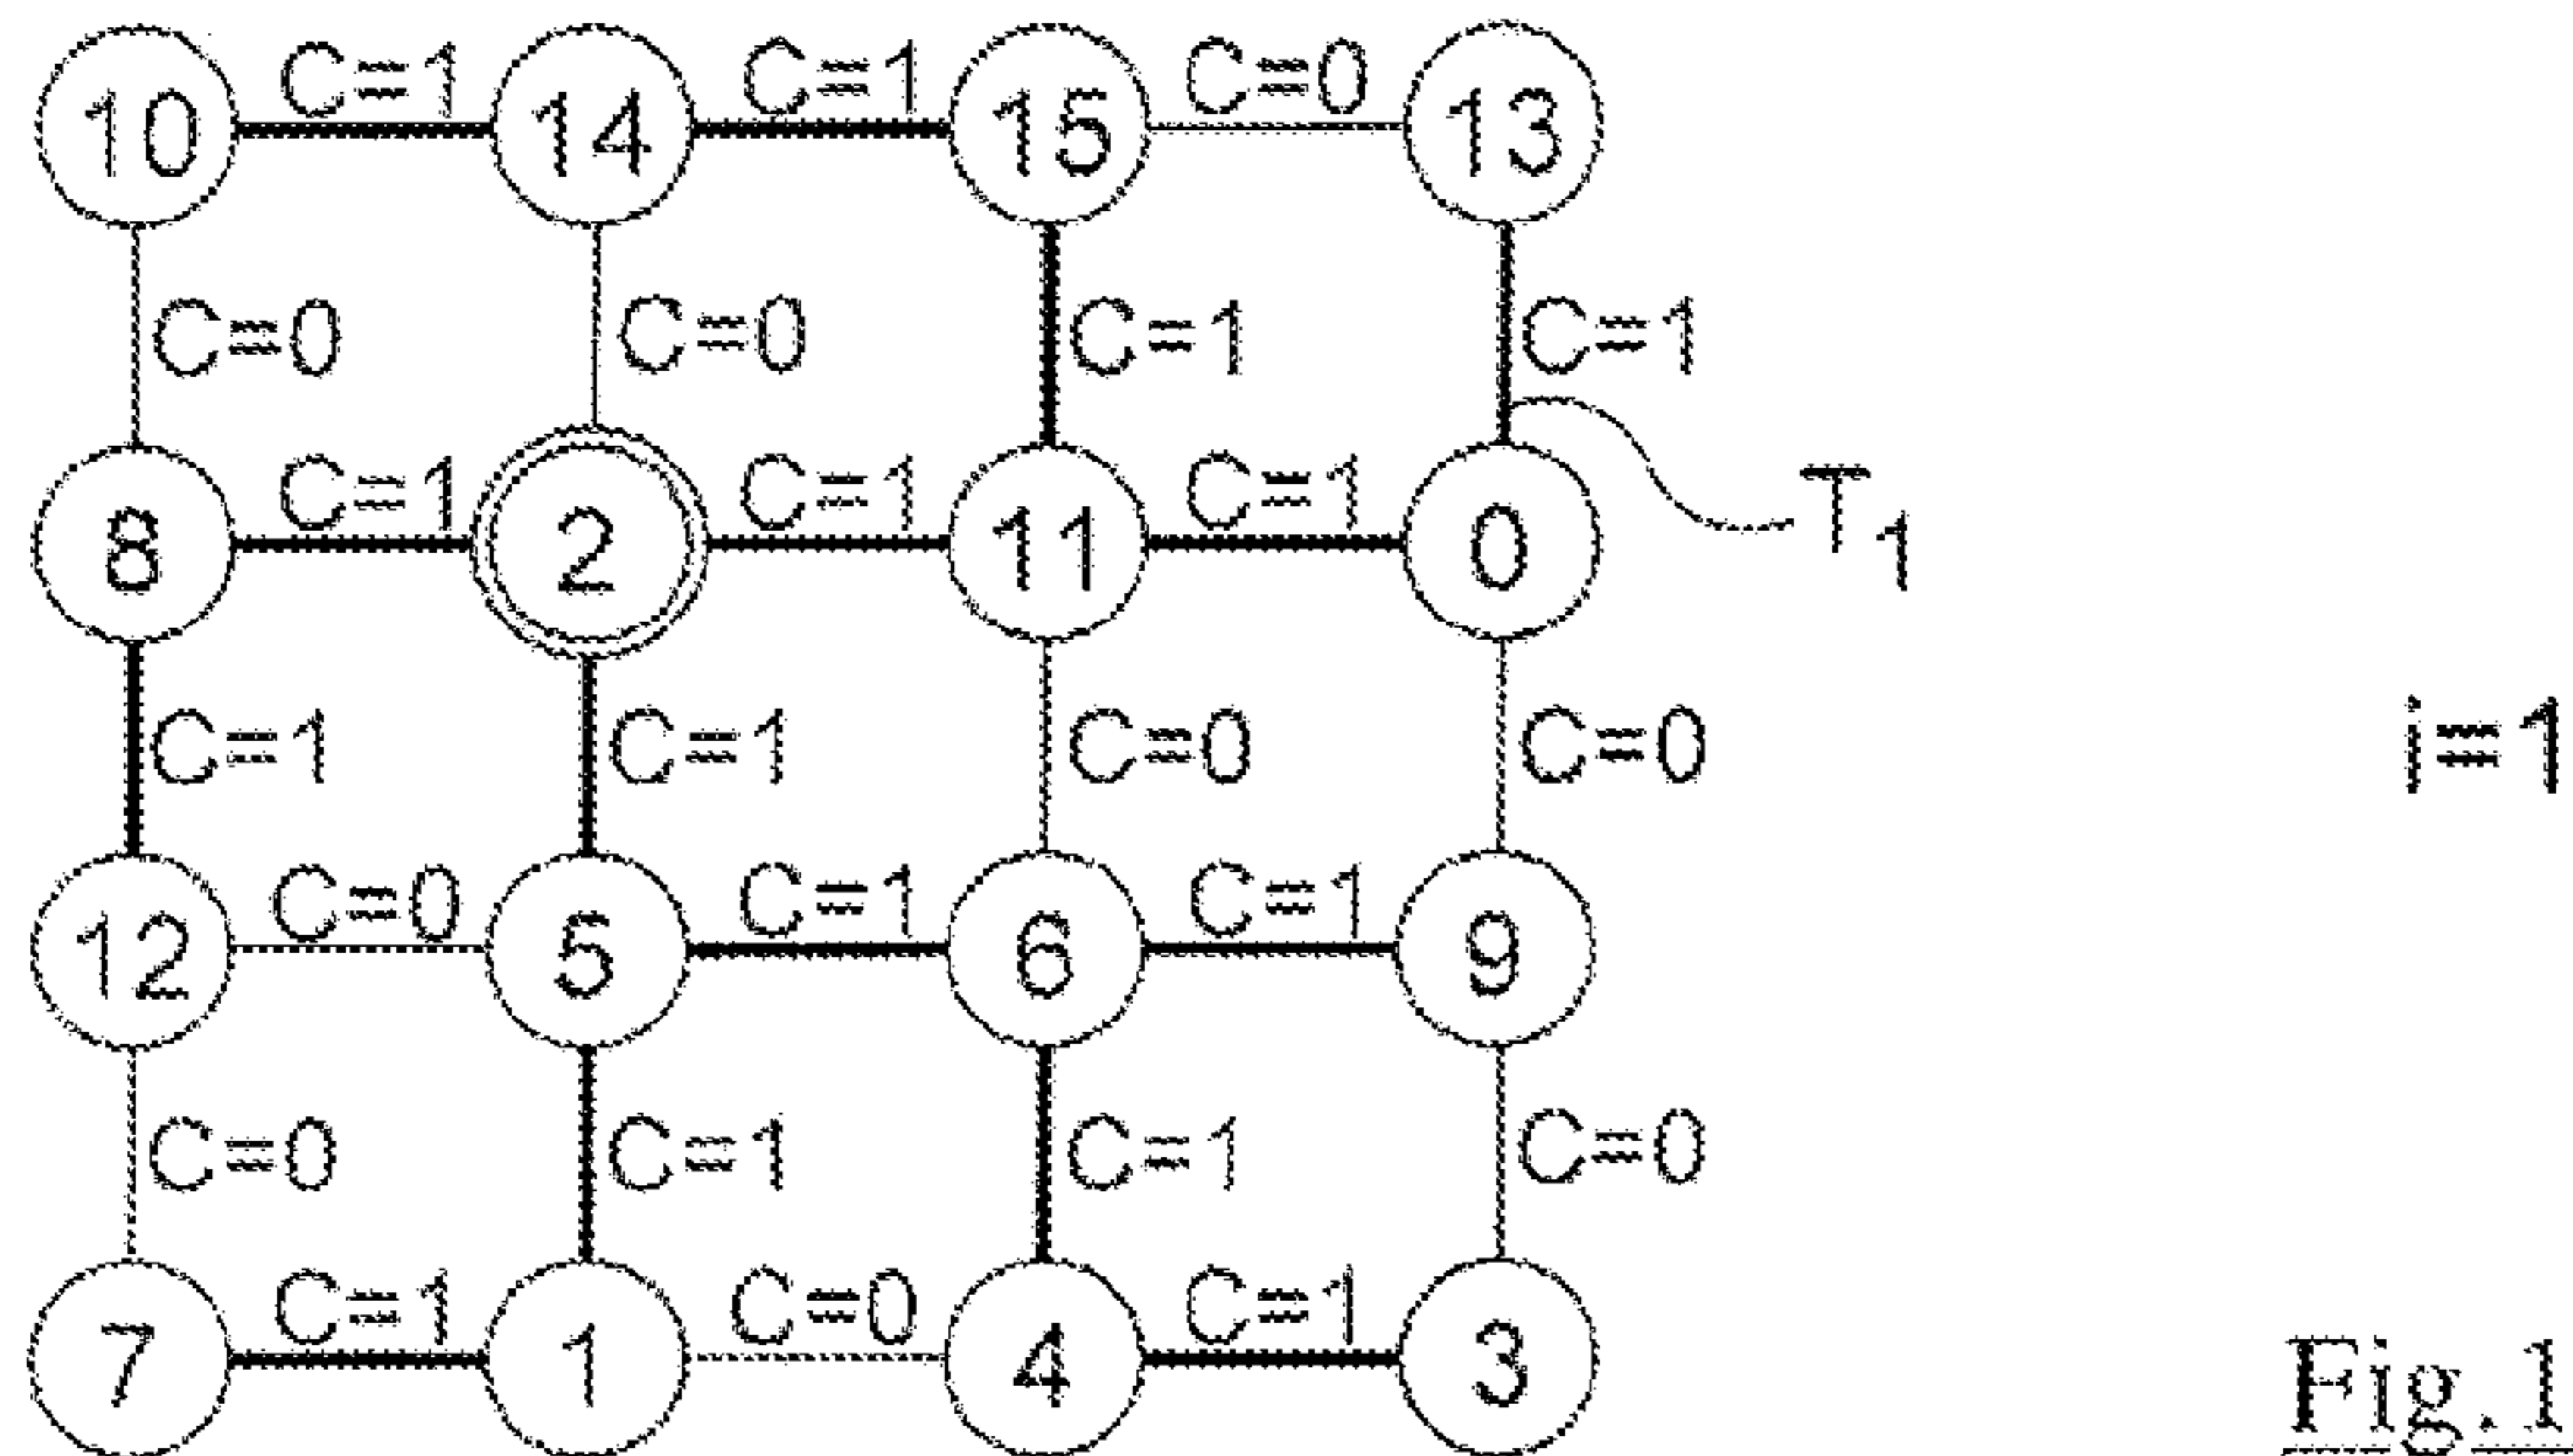 C=1 C=1 C=0
10 14 15 13
C=0 C=0 C=1 C=1
C=1 C=1 C=1
8 2 11 0 T1
C=1 C=1 C=0 C=0 i=1
C=0 C=1 C=1
12 5 6 9
C=0 C=1 C=1 C=0
C=1 C=0 C=1
7 1 4 3
Fig.1